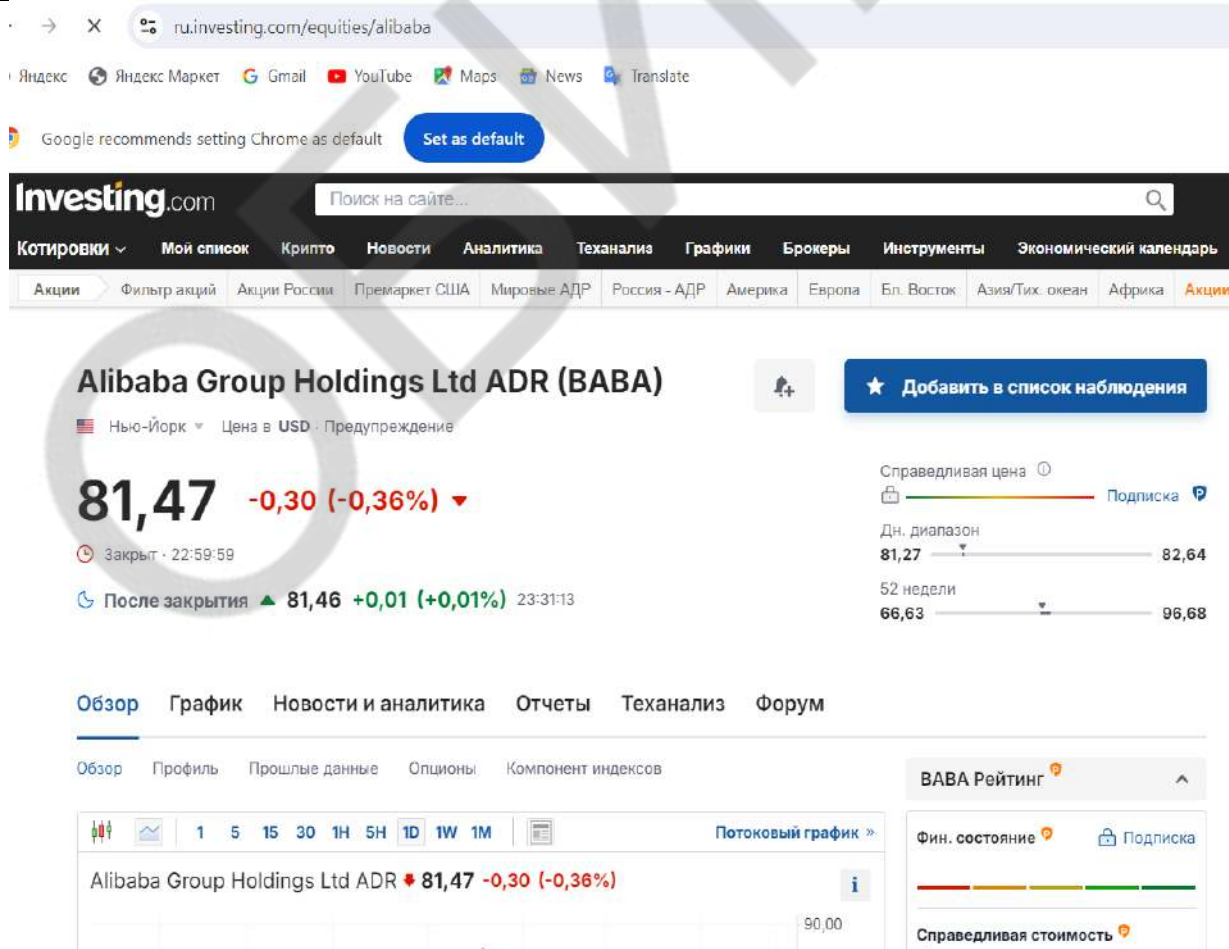 ru.investing.com/equities/alibaba
Яндекс Яндекс Маркет Gmail YouTube Maps News Translate
Google recommends setting Chrome as default Set as default
Investing.com Поиск на сайте...
Котировки Мой список Крипто Новости Аналитика Теханализ Графики Брокеры Инструменты Экономический календарь
Акции Фильтр акций Акции России Премаркет США Мировые АДР Россия - АДР Америка Европа Бл. Восток Азия/Тих. океан Африка Акции
Alibaba Group Holdings Ltd ADR (BABA)
Добавить в список наблюдения
Нью-Йорк Цена в USD · Предупреждение
Справедливая цена
81,47 -0,30 (-0,36%)
Подписка
Дн. диапазон
Закрыт · 22:59:59
81,27 82,64
52 недели
После закрытия 81,46 +0,01 (+0,01%) 23:31:13
66,63 96,68
Обзор График Новости и аналитика Отчеты Теханализ Форум
Обзор Профиль Прошлые данные Опционы Компонент индексов
BABA Рейтинг
1 5 15 30 1H 5H 1D 1W 1M Потоковый график »
Фин. состояние Подписка
Alibaba Group Holdings Ltd ADR 81,47 -0,30 (-0,36%)
90,00
Справедливая стоимость